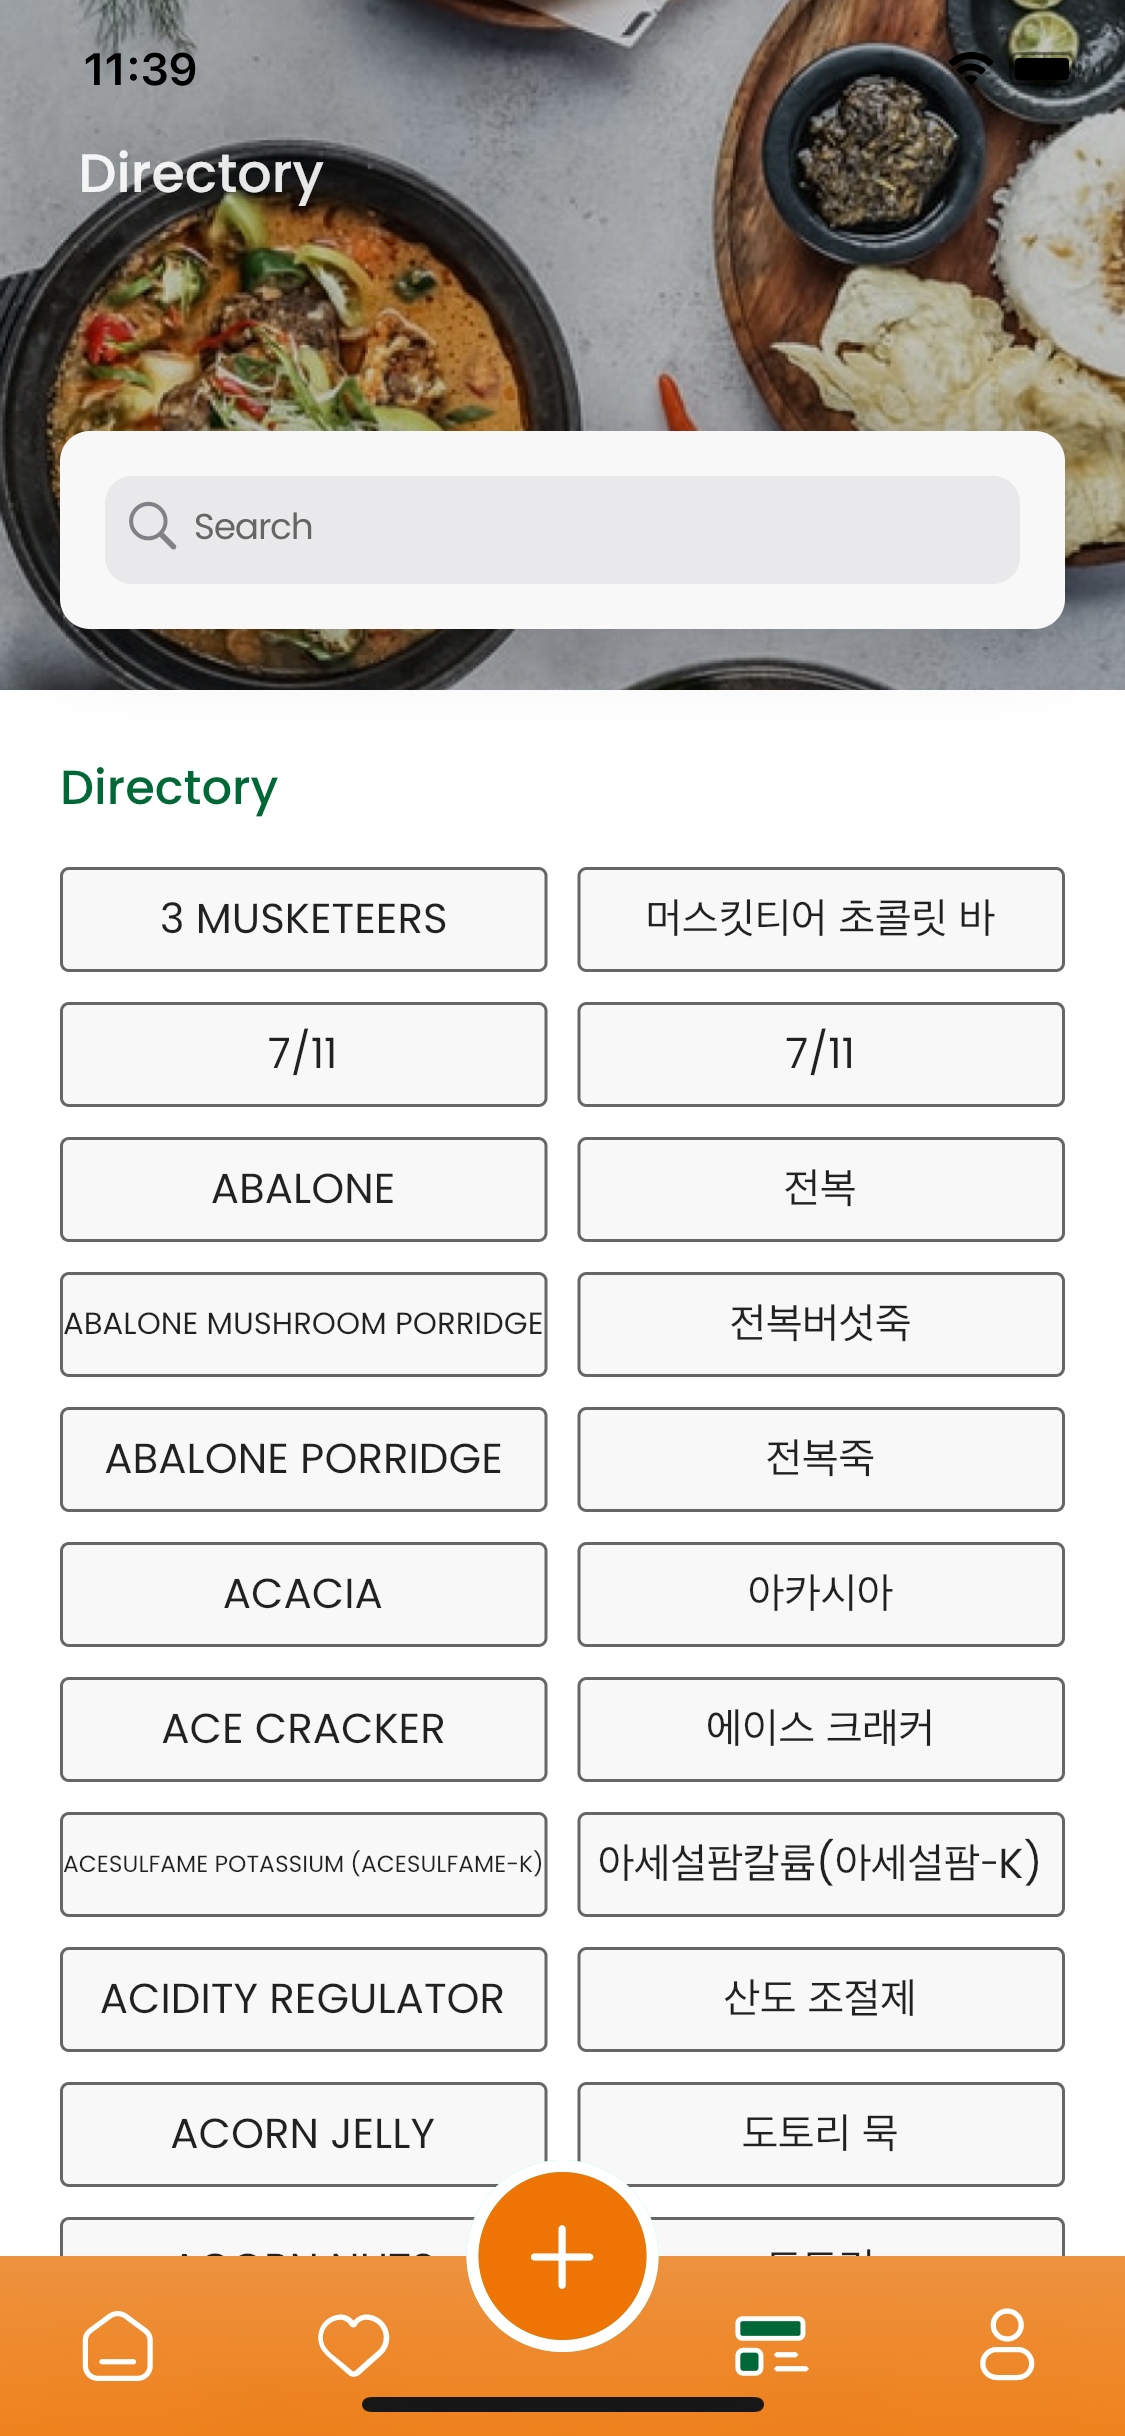 11:39
Directory
Search
Directory
3 MUSKETEERS
머스킷티어 초콜릿 바
7/11
7/11
ABALONE
전복
ABALONE MUSHROOM PORRIDGE
전복버섯죽
ABALONE PORRIDGE
전복죽
ACACIA
아카시아
ACE CRACKER
에이스 크래커
ACESULFAME POTASSIUM (ACESULFAME-K)
아세설팜칼륨(아세설팜-K)
ACIDITY REGULATOR
산도 조절제
ACORN JELLY
도토리 묵